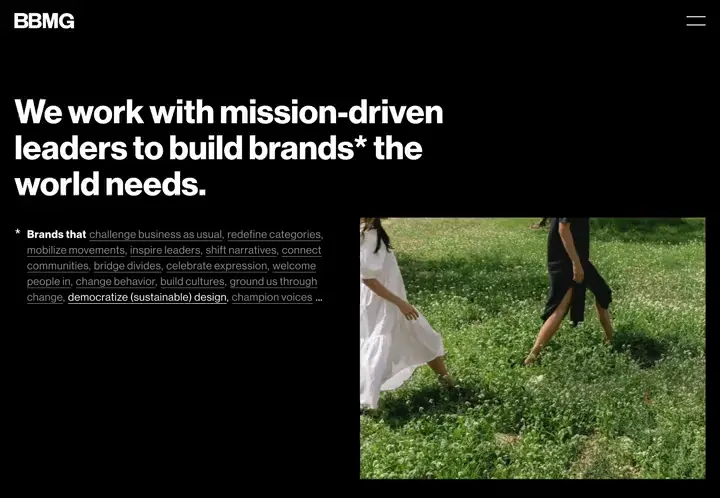 BBMG
We work with mission-driven
leaders to build brands* the
world needs.
* Brands that challenge business as usual, redefine categories,
mobilize movements, inspire leaders, shift narratives, connect
communities, bridge divides, celebrate expression, welcome
people in, change behavior, build cultures, ground us through
change, democratize (sustainable) design, champion voices ...